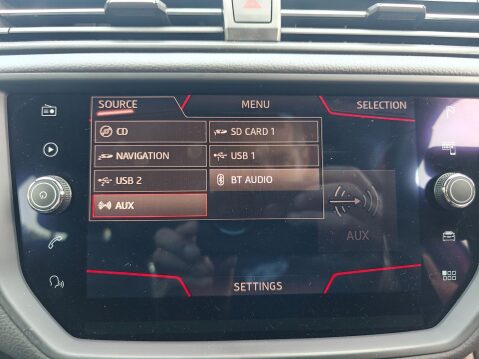 SOURCE
MENU
SELECTION
CD
SD CARD 1
NAVIGATION
USB 1
USB 2
BT AUDIO
AUX
AUX
SETTINGS